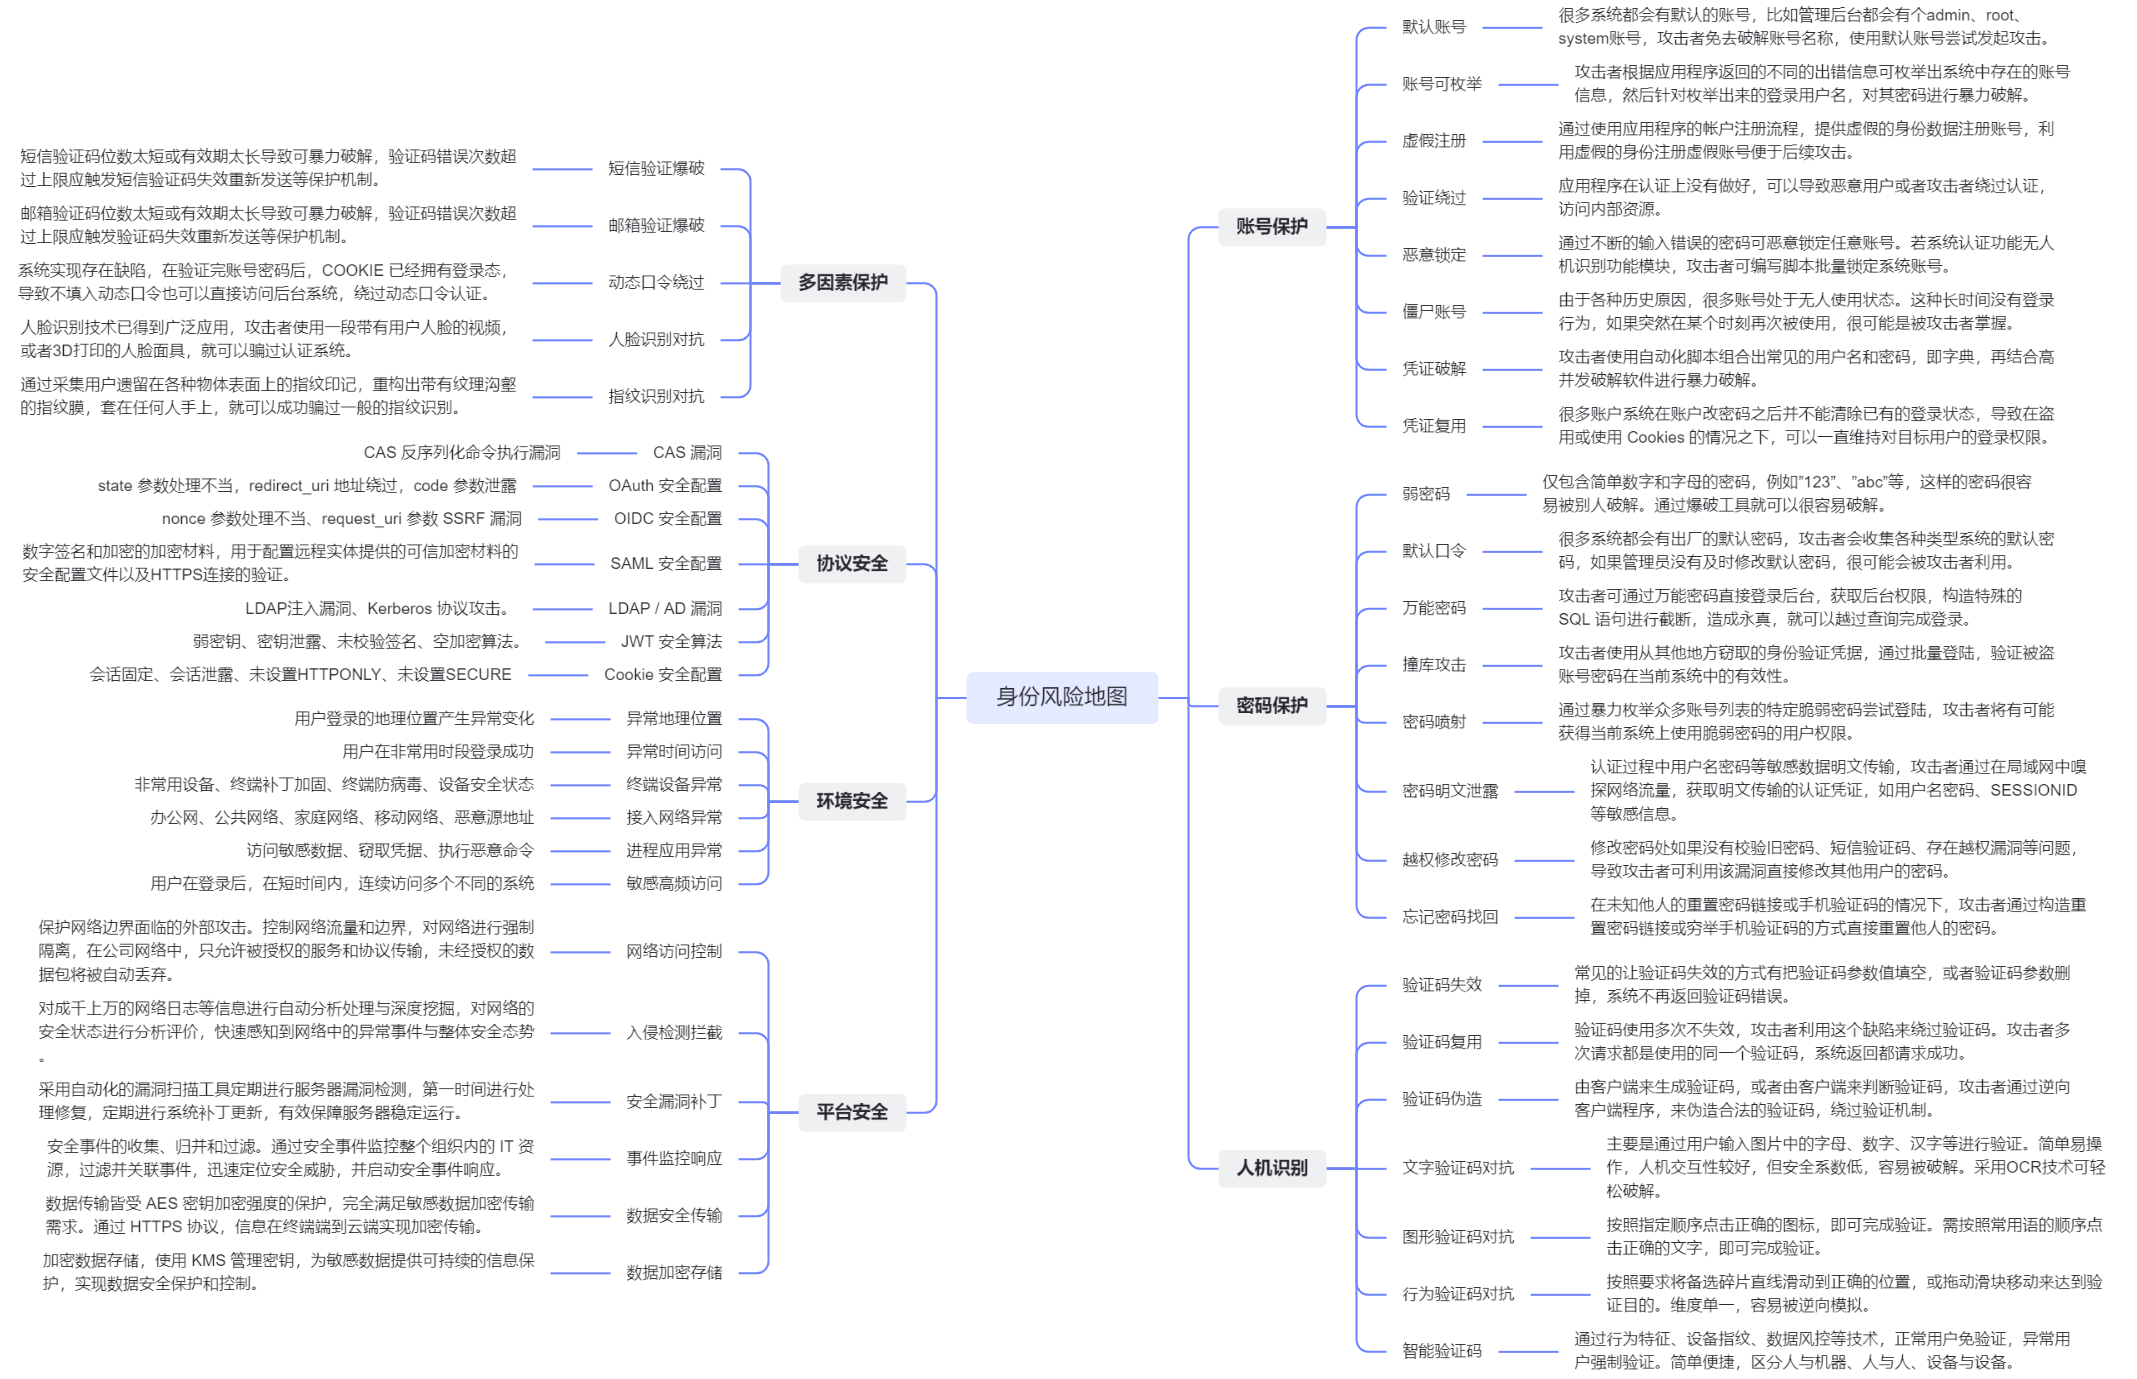 身份风险地图
账号保护
默认账号
很多系统都会有默认的账号，比如管理后台都会有个admin、root、
system账号，攻击者免去破解账号名称，使用默认账号尝试发起攻击。
账号可枚举
攻击者根据应用程序返回的不同的出错信息可枚举出系统中存在的账号
信息，然后针对枚举出来的登录用户名，对其密码进行暴力破解。
虚假注册
通过使用应用程序的帐户注册流程，提供虚假的身份数据注册账号，利
用虚假的身份注册虚假账号便于后续攻击。
验证绕过
应用程序在认证上没有做好，可以导致恶意用户或者攻击者绕过认证，
访问内部资源。
恶意锁定
通过不断的输入错误的密码可恶意锁定任意账号。若系统认证功能无人
机识别功能模块，攻击者可编写脚本批量锁定系统账号。
僵尸账号
由于各种历史原因，很多账号处于无人使用状态。这种长时间没有登录
行为，如果突然在某个时刻再次被使用，很可能是被攻击者掌握。
凭证破解
攻击者使用自动化脚本组合出常见的用户名和密码，即字典，再结合高
并发破解软件进行暴力破解。
凭证复用
很多账户系统在账户改密码之后并不能清除已有的登录状态，导致在盗
用或使用 Cookies 的情况之下，可以一直维持对目标用户的登录权限。
密码保护
弱密码
仅包含简单数字和字母的密码，例如”123”、”abc”等，这样的密码很容
易被别人破解。通过爆破工具就可以很容易破解。
默认口令
很多系统都会有出厂的默认密码，攻击者会收集各种类型系统的默认密
码，如果管理员没有及时修改默认密码，很可能会被攻击者利用。
万能密码
攻击者可通过万能密码直接登录后台，获取后台权限，构造特殊的
SQL 语句进行截断，造成永真，就可以越过查询完成登录。
撞库攻击
攻击者使用从其他地方窃取的身份验证凭据，通过批量登陆，验证被盗
账号密码在当前系统中的有效性。
密码喷射
通过暴力枚举众多账号列表的特定脆弱密码尝试登陆，攻击者将有可能
获得当前系统上使用脆弱密码的用户权限。
密码明文泄露
认证过程中用户名密码等敏感数据明文传输，攻击者通过在局域网中嗅
探网络流量，获取明文传输的认证凭证，如用户名密码、SESSIONID
等敏感信息。
越权修改密码
修改密码处如果没有校验旧密码、短信验证码、存在越权漏洞等问题，
导致攻击者可利用该漏洞直接修改其他用户的密码。
忘记密码找回
在未知他人的重置密码链接或手机验证码的情况下，攻击者通过构造重
置密码链接或穷举手机验证码的方式直接重置他人的密码。
人机识别
验证码失效
常见的让验证码失效的方式有把验证码参数值填空，或者验证码参数删
掉，系统不再返回验证码错误。
验证码复用
验证码使用多次不失效，攻击者利用这个缺陷来绕过验证码。攻击者多
次请求都是使用的同一个验证码，系统返回都请求成功。
验证码伪造
由客户端来生成验证码，或者由客户端来判断验证码，攻击者通过逆向
客户端程序，来伪造合法的验证码，绕过验证机制。
文字验证码对抗
主要是通过用户输入图片中的字母、数字、汉字等进行验证。简单易操
作，人机交互性较好，但安全系数低，容易被破解。采用OCR技术可轻
松破解。
图形验证码对抗
按照指定顺序点击正确的图标，即可完成验证。需按照常用语的顺序点
击正确的文字，即可完成验证。
行为验证码对抗
按照要求将备选碎片直线滑动到正确的位置，或拖动滑块移动来达到验
证目的。维度单一，容易被逆向模拟。
智能验证码
通过行为特征、设备指纹、数据风控等技术，正常用户免验证，异常用
户强制验证。简单便捷，区分人与机器、人与人、设备与设备。
多因素保护
短信验证爆破
短信验证码位数太短或有效期太长导致可暴力破解，验证码错误次数超
过上限应触发短信验证码失效重新发送等保护机制。
邮箱验证爆破
邮箱验证码位数太短或有效期太长导致可暴力破解，验证码错误次数超
过上限应触发验证码失效重新发送等保护机制。
动态口令绕过
系统实现存在缺陷，在验证完账号密码后，COOKIE 已经拥有登录态，
导致不填入动态口令也可以直接访问后台系统，绕过动态口令认证。
人脸识别对抗
人脸识别技术已得到广泛应用，攻击者使用一段带有用户人脸的视频，
或者3D打印的人脸面具，就可以骗过认证系统。
指纹识别对抗
通过采集用户遗留在各种物体表面上的指纹印记，重构出带有纹理沟壑
的指纹膜，套在任何人手上，就可以成功骗过一般的指纹识别。
协议安全
CAS 漏洞
CAS 反序列化命令执行漏洞
OAuth 安全配置
state 参数处理不当，redirect_uri 地址绕过，code 参数泄露
OIDC 安全配置
nonce 参数处理不当、request_uri 参数 SSRF 漏洞
SAML 安全配置
数字签名和加密的加密材料，用于配置远程实体提供的可信加密材料的
安全配置文件以及HTTPS连接的验证。
LDAP / AD 漏洞
LDAP注入漏洞、Kerberos 协议攻击。
JWT 安全算法
弱密钥、密钥泄露、未校验签名、空加密算法。
Cookie 安全配置
会话固定、会话泄露、未设置HTTPONLY、未设置SECURE
环境安全
异常地理位置
用户登录的地理位置产生异常变化
异常时间访问
用户在非常用时段登录成功
终端设备异常
非常用设备、终端补丁加固、终端防病毒、设备安全状态
接入网络异常
办公网、公共网络、家庭网络、移动网络、恶意源地址
进程应用异常
访问敏感数据、窃取凭据、执行恶意命令
敏感高频访问
用户在登录后，在短时间内，连续访问多个不同的系统
平台安全
网络访问控制
保护网络边界面临的外部攻击。控制网络流量和边界，对网络进行强制
隔离，在公司网络中，只允许被授权的服务和协议传输，未经授权的数
据包将被自动丢弃。
入侵检测拦截
对成千上万的网络日志等信息进行自动分析处理与深度挖掘，对网络的
安全状态进行分析评价，快速感知到网络中的异常事件与整体安全态势
。
安全漏洞补丁
采用自动化的漏洞扫描工具定期进行服务器漏洞检测，第一时间进行处
理修复，定期进行系统补丁更新，有效保障服务器稳定运行。
事件监控响应
安全事件的收集、归并和过滤。通过安全事件监控整个组织内的 IT 资
源，过滤并关联事件，迅速定位安全威胁，并启动安全事件响应。
数据安全传输
数据传输皆受 AES 密钥加密强度的保护，完全满足敏感数据加密传输
需求。通过 HTTPS 协议，信息在终端端到云端实现加密传输。
数据加密存储
加密数据存储，使用 KMS 管理密钥，为敏感数据提供可持续的信息保
护，实现数据安全保护和控制。